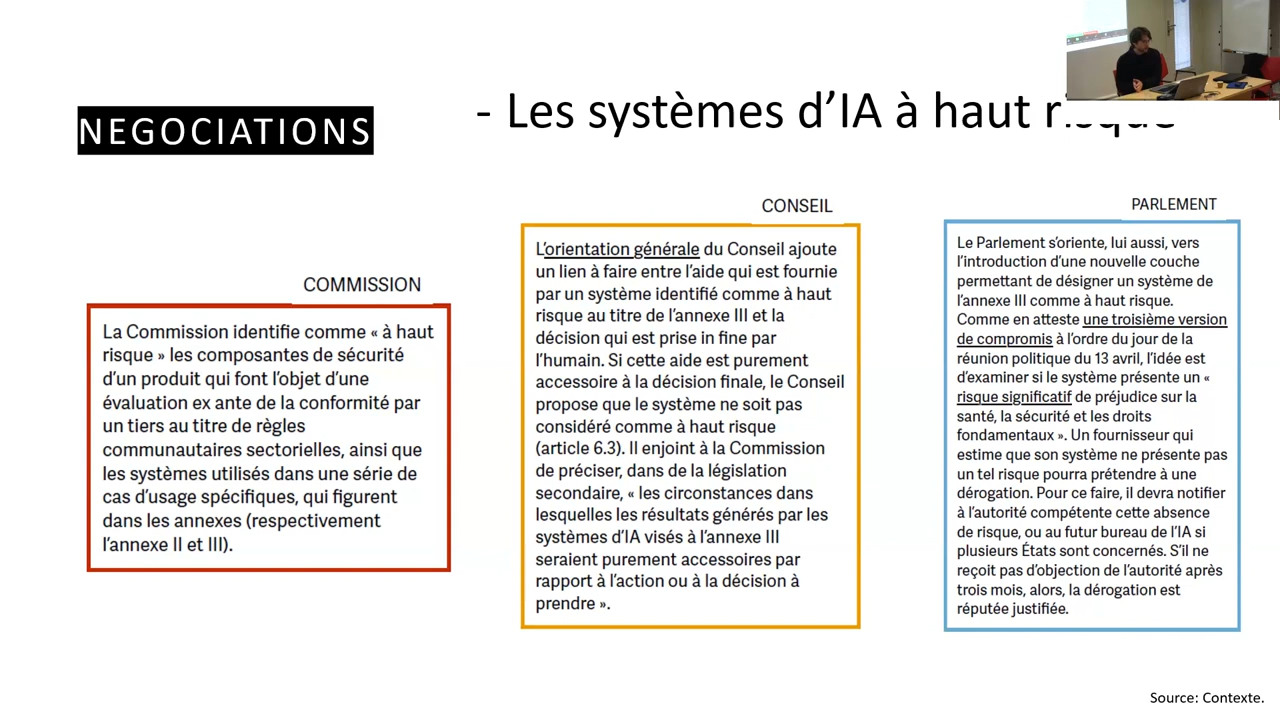 NEGOCIATIONS
- Les systèmes d'IA à haut risque
COMMISSION
La Commission identifie comme « à haut
risque » les composantes de sécurité
d'un produit qui font l'objet d'une
évaluation ex ante de la conformité par
un tiers au titre de règles
communautaires sectorielles, ainsi que
les systèmes utilisés dans une série de
cas d'usage spécifiques, qui figurent
dans les annexes (respectivement
l'annexe II et III).
CONSEIL
L'orientation générale du Conseil ajoute
un lien à faire entre l'aide qui est fournie
par un système identifié comme à haut
risque au titre de l'annexe III et la
décision qui est prise in fine par
l'humain. Si cette aide est purement
accessoire à la décision finale, le Conseil
propose que le système ne soit pas
considéré comme à haut risque
(article 6.3). Il enjoint à la Commission
de préciser, dans de la législation
secondaire, « les circonstances dans
lesquelles les résultats générés par les
systèmes d'IA visés à l'annexe III
seraient purement accessoires par
rapport à l'action ou à la décision à
prendre ».
PARLEMENT
Le Parlement s'oriente, lui aussi, vers
l'introduction d'une nouvelle couche
permettant de désigner un système de
l'annexe III comme à haut risque.
Comme en atteste une troisième version
de compromis à l'ordre du jour de la
réunion politique du 13 avril, l'idée est
d'examiner si le système présente un «
risque significatif de préjudice sur la
santé, la sécurité et les droits
fondamentaux ». Un fournisseur qui
estime que son système ne présente pas
un tel risque pourra prétendre à une
dérogation. Pour ce faire, il devra notifier
à l'autorité compétente cette absence
de risque, ou au futur bureau de l'IA si
plusieurs États sont concernés. S'il ne
reçoit pas d'objection de l'autorité après
trois mois, alors, la dérogation est
réputée justifiée.
Source: Contexte.